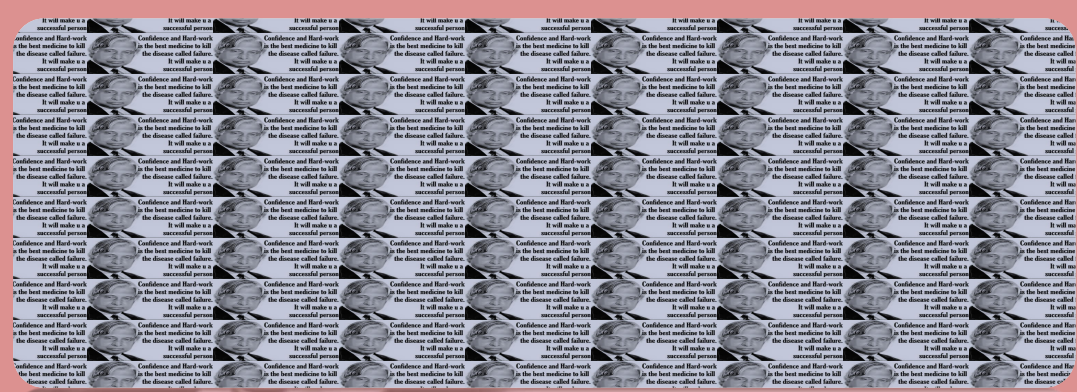 Confidence and Hard-work
is the best medicine to kill
the disease called failure.
It will make u a
successful person